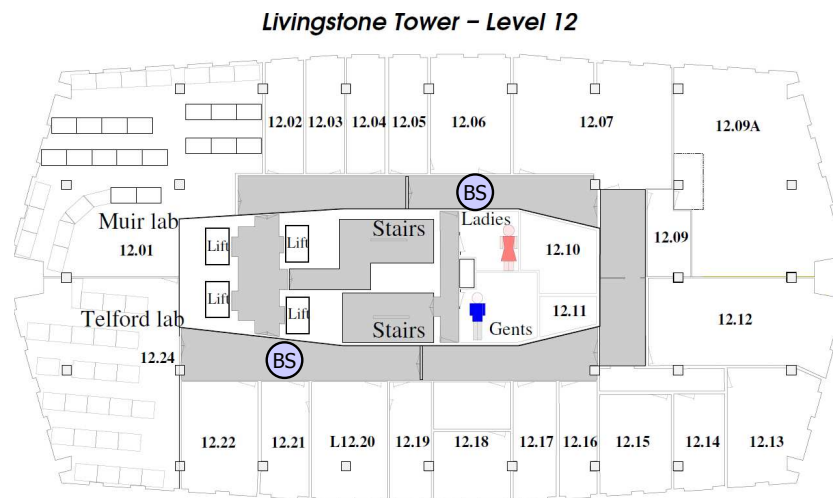 Livingstone Tower – Level 12
12.02
12.03
12.04
12.05
12.06
12.07
12.09A
BS
Muir lab
12.01
Stairs
Ladies
12.09
Lift
Lift
12.10
Lift
Lift
12.11
Telford lab
Stairs
Gents
12.12
12.24
BS
12.22
12.21
L12.20
12.19
12.18
12.17
12.16
12.15
12.14
12.13